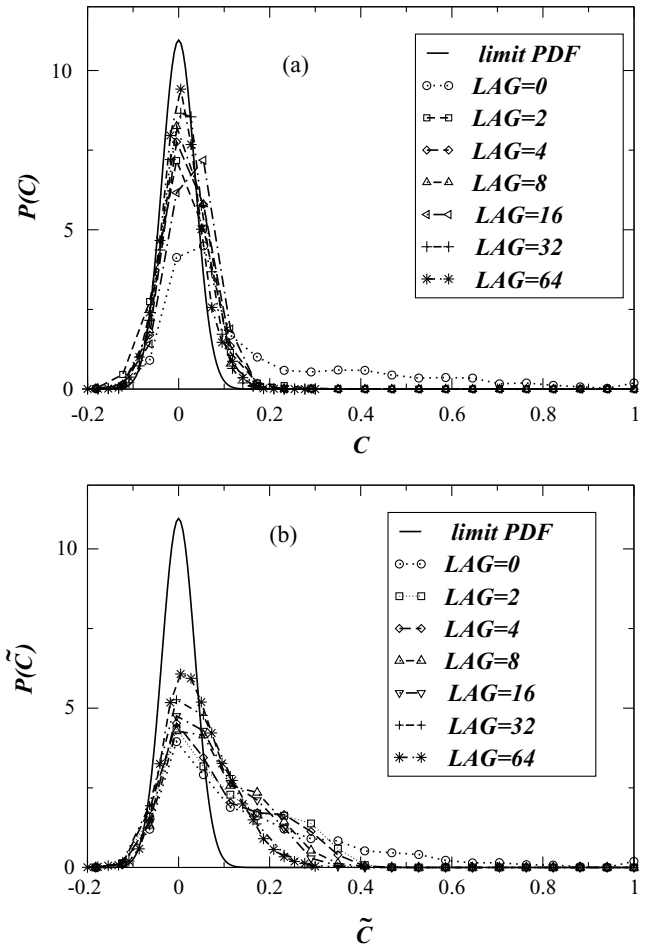 (a)
limit PDF
LAG=0
LAG=2
LAG=4
LAG=8
LAG=16
LAG=32
LAG=64
10
5
0
P(C)
-0.2 0 0.2 0.4 0.6 0.8 1
C
(b)
limit PDF
LAG=0
LAG=2
LAG=4
LAG=8
LAG=16
LAG=32
LAG=64
10
5
0
P(C̃)
-0.2 0 0.2 0.4 0.6 0.8 1
C̃